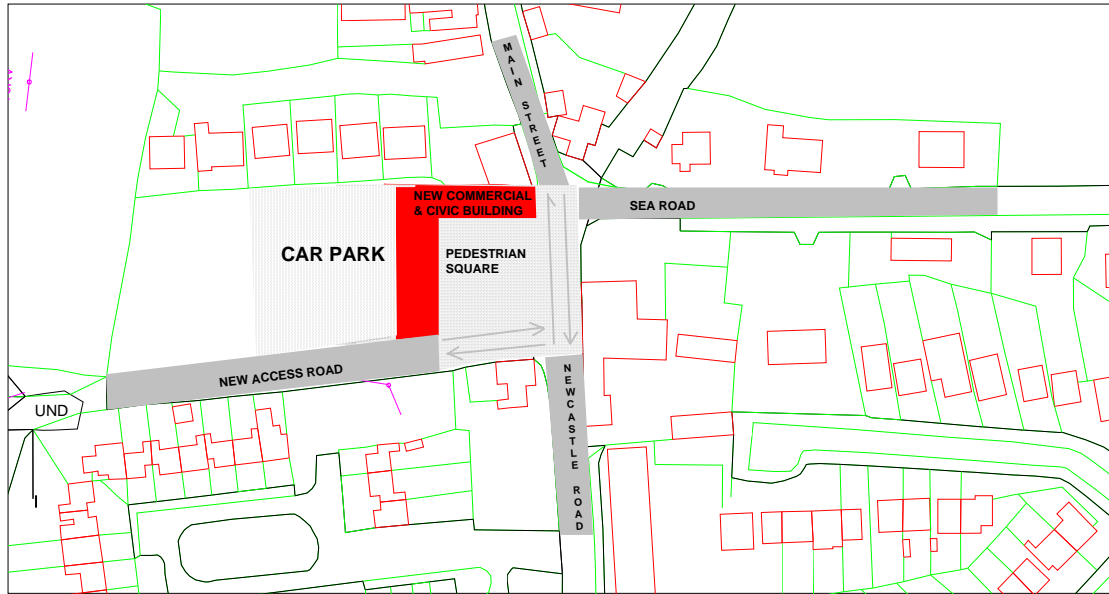 MAIN STREET
NEW COMMERCIAL
& CIVIC BUILDING
SEA ROAD
CAR PARK
PEDESTRIAN
SQUARE
NEW ACCESS ROAD
NEWCASTLE ROAD
UND